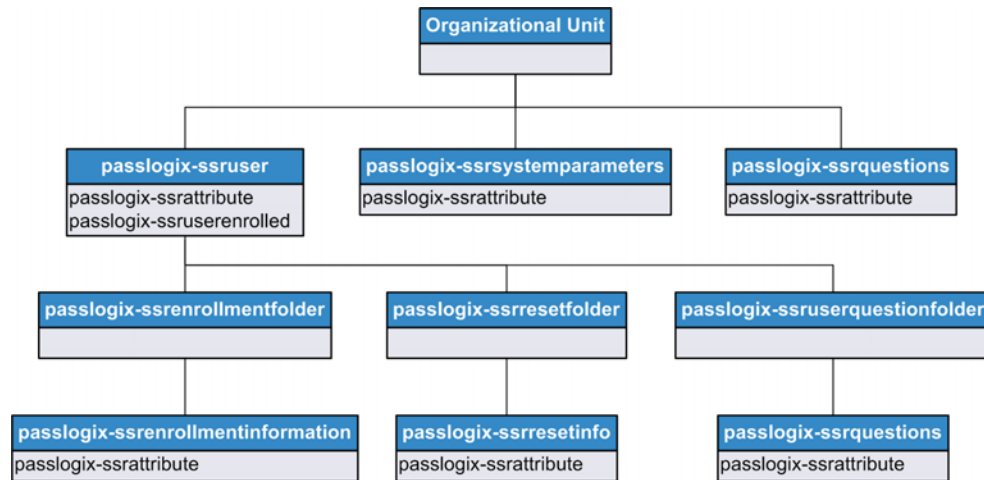 Organizational Unit
passlogix-ssruser
passlogix-ssrattribute
passlogix-ssruserenrolled
passlogix-ssrsystemparameters
passlogix-ssrattribute
passlogix-ssrquestions
passlogix-ssrattribute
passlogix-ssrenrollmentfolder
passlogix-ssrresetfolder
passlogix-ssruserquestionfolder
passlogix-ssrenrollmentinformation
passlogix-ssrattribute
passlogix-ssrresetinfo
passlogix-ssrattribute
passlogix-ssrquestions
passlogix-ssrattribute